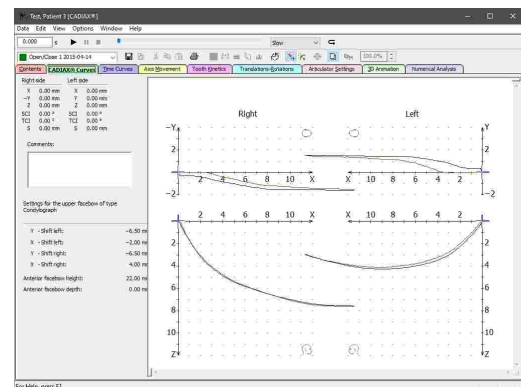 Test, Patient 3 [CADIAX®]
Date Edit View Options Window Help
0.000 s Slow
Open/Close 1 2015-04-14 100.0%
Contents CADIAX® Curves Time Curves Axis Movement Tooth Kinetics Translations-Rotations Articulator Settings 3D Animation Numerical Analysis
Right side Left side
X 0.00 mm X 0.00 mm
-Y 0.00 mm Y 0.00 mm
Z 0.00 mm Z 0.00 mm
SCI 0.00 ° SCI 0.00 °
TCI 0.00 ° TCI 0.00 °
S 0.00 mm S 0.00 mm
Comments:
Settings for the upper facebow of type
Condylograph
Y - Shift left: -6.50 mm
X - Shift left: -2.00 mm
Y - Shift right: -6.50 mm
X - Shift right: 4.00 mm
Anterior facebow height: 22.00 mm
Anterior facebow depth: 0.00 mm
Right Left
-Y Y
2 2
2 4 6 8 10 X X 10 8 6 4 2
-2 -2
2 4 6 8 10 X X 10 8 6 4 2
2 2
4 4
6 6
8 8
10 10
Z Z
For Help, press F1